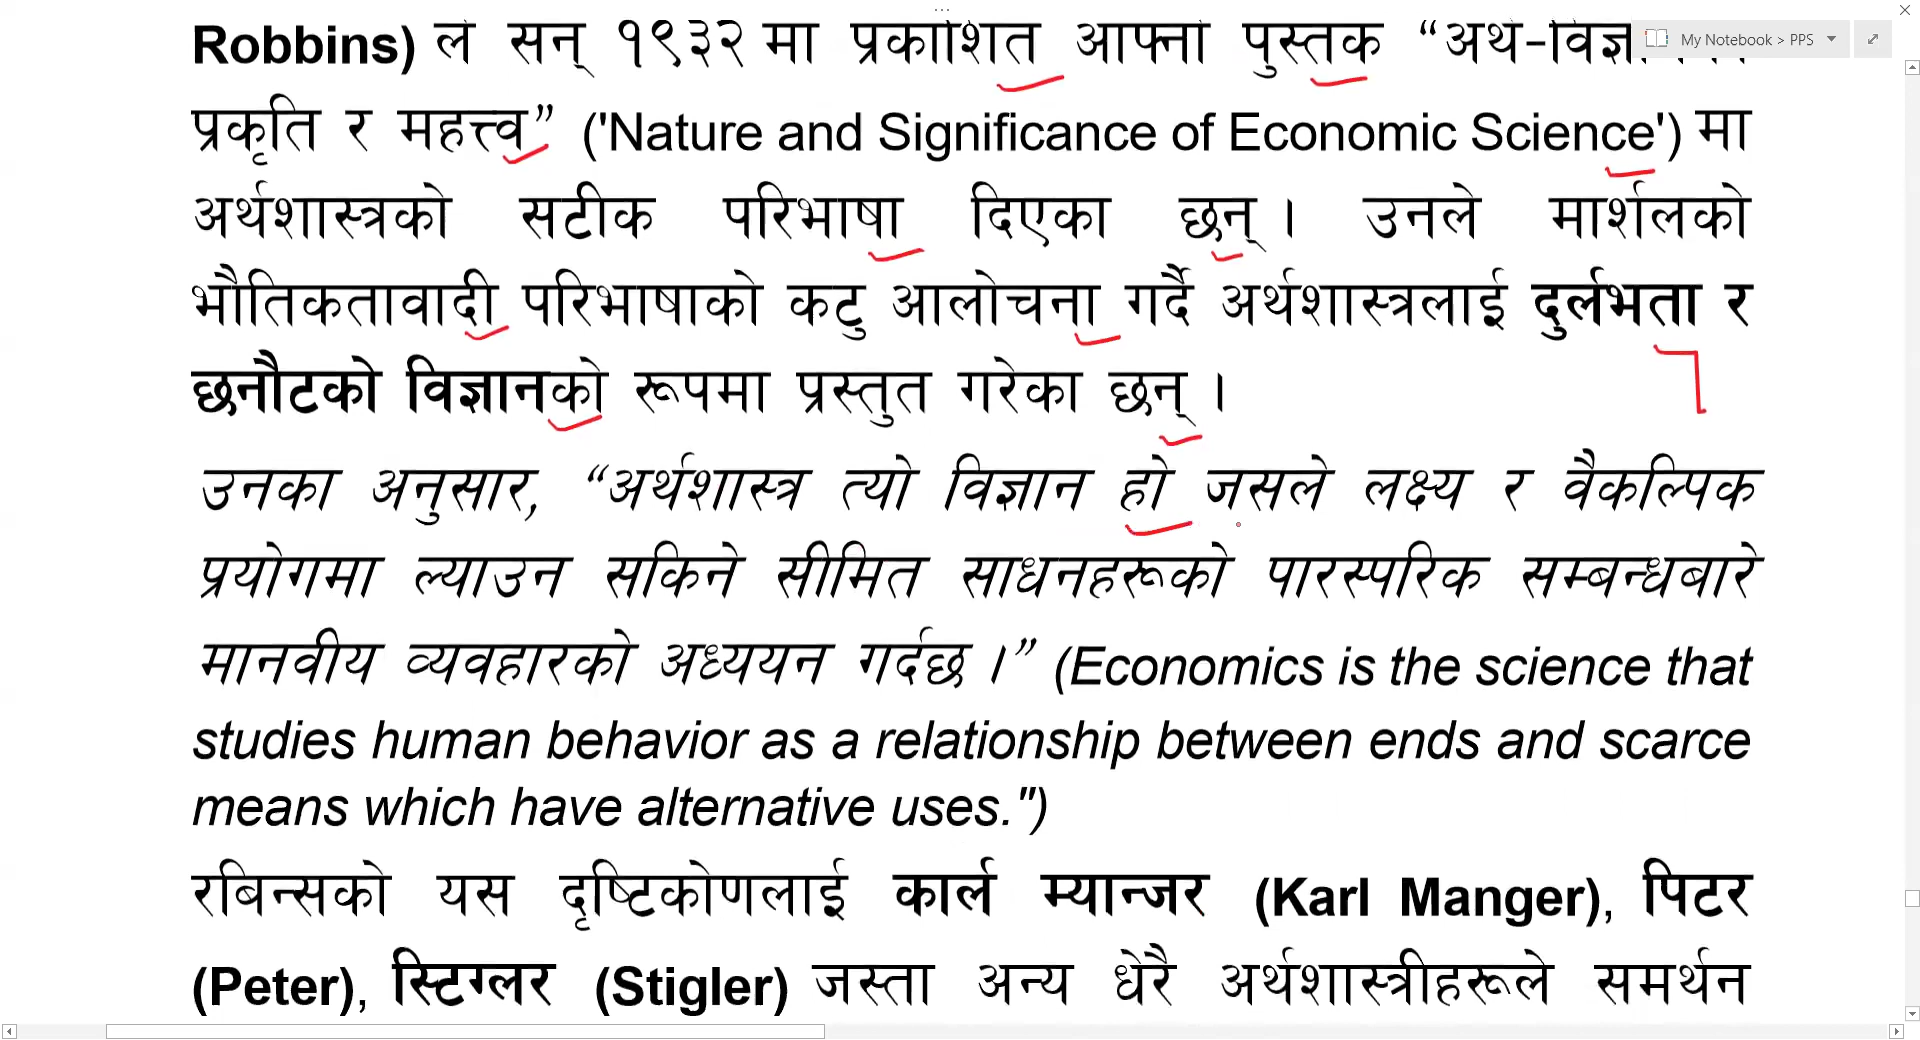 Robbins) ले सन् १९३२ मा प्रकाशित आफ्नो पुस्तक “अर्थ-विज्ञ
My Notebook > PPS
प्रकृति र महत्त्व” ('Nature and Significance of Economic Science') मा
अर्थशास्त्रको सटीक परिभाषा दिएका छन् । उनले मार्शलको
भौतिकतावादी परिभाषाको कटु आलोचना गर्दै अर्थशास्त्रलाई दुर्लभता र
छनौटको विज्ञानको रूपमा प्रस्तुत गरेका छन् ।
उनका अनुसार, “अर्थशास्त्र त्यो विज्ञान हो जसले लक्ष्य र वैकल्पिक
प्रयोगमा ल्याउन सकिने सीमित साधनहरूको पारस्परिक सम्बन्धबारे
मानवीय व्यवहारको अध्ययन गर्दछ ।” (Economics is the science that
studies human behavior as a relationship between ends and scarce
means which have alternative uses.")
रबिन्सको यस दृष्टिकोणलाई कार्ल म्यान्जर (Karl Manger), पिटर
(Peter), स्टिग्लर (Stigler) जस्ता अन्य धेरै अर्थशास्त्रीहरूले समर्थन